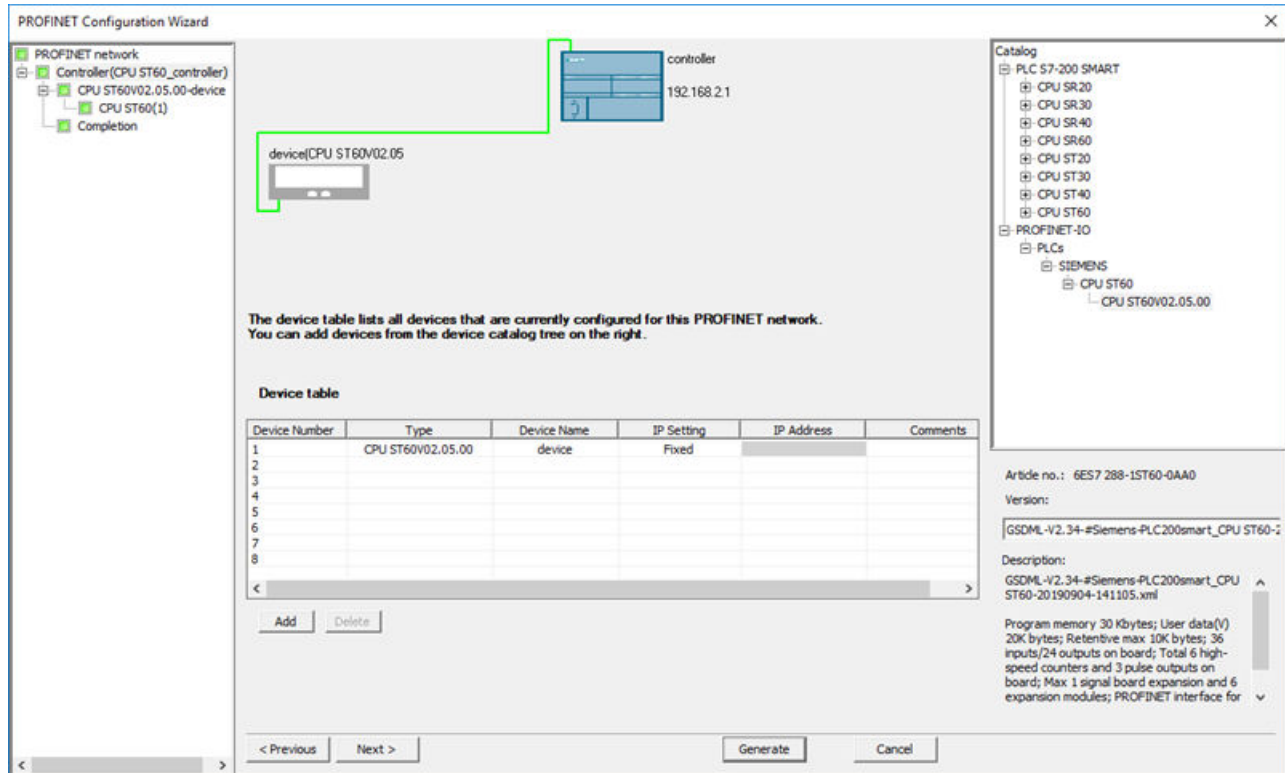 PROFINET Configuration Wizard
PROFINET network
Controller(CPU ST60_controller)
CPU ST60V02.05.00-device
CPU ST60(1)
Completion
controller
192.168.2.1
device(CPU ST60V02.05
The device table lists all devices that are currently configured for this PROFINET network.
You can add devices from the device catalog tree on the right.
Device table
Device Number Type Device Name IP Setting IP Address Comments
1 CPU ST60V02.05.00 device Fixed
2
3
4
5
6
7
8
Add Delete
< Previous Next > Generate Cancel
Catalog
PLC S7-200 SMART
CPU SR20
CPU SR30
CPU SR40
CPU SR60
CPU ST20
CPU ST30
CPU ST40
CPU ST60
PROFINET-IO
PLCs
SIEMENS
CPU ST60
CPU ST60V02.05.00
Article no.: 6ES7 288-1ST60-0AA0
Version:
GSDML-V2.34-#Siemens-PLC200smart_CPU ST60-2
Description:
GSDML-V2.34-#Siemens-PLC200smart_CPU
ST60-20190904-141105.xml
Program memory 30 Kbytes; User data(V)
20K bytes; Retentive max 10K bytes; 36
inputs/24 outputs on board; Total 6 high-
speed counters and 3 pulse outputs on
board; Max 1 signal board expansion and 6
expansion modules; PROFINET interface for